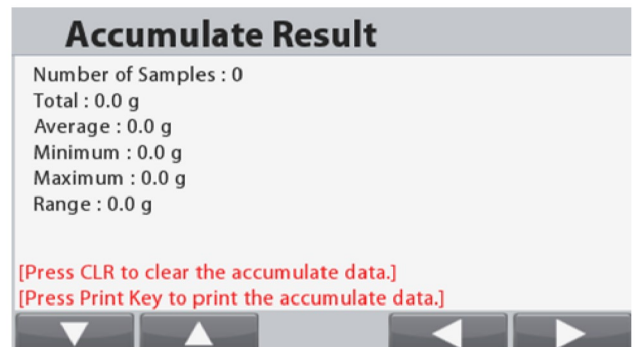 Accumulate Result
Number of Samples : 0
Total : 0.0 g
Average : 0.0 g
Minimum : 0.0 g
Maximum : 0.0 g
Range : 0.0 g
[Press CLR to clear the accumulate data.]
[Press Print Key to print the accumulate data.]